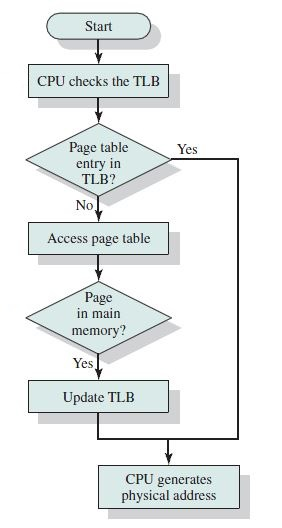 Start
CPU checks the TLB
Page table
entry in
TLB?
Yes
No
Access page table
Page
in main
memory?
Yes
Update TLB
CPU generates
physical address